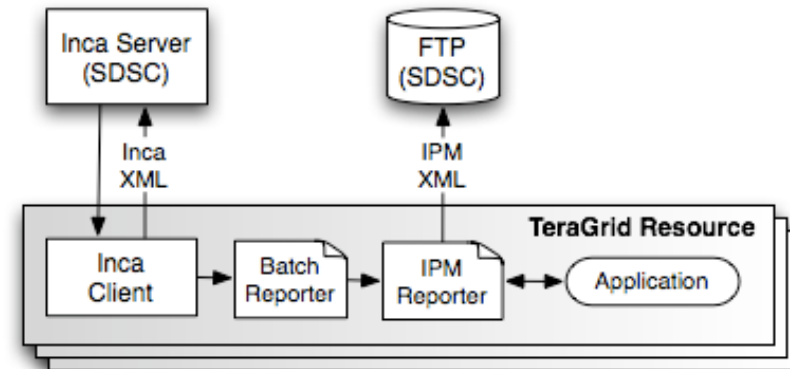 Inca Server
(SDSC)
FTP
(SDSC)
Inca
XML
IPM
XML
TeraGrid Resource
Inca
Client
Batch
Reporter
IPM
Reporter
Application